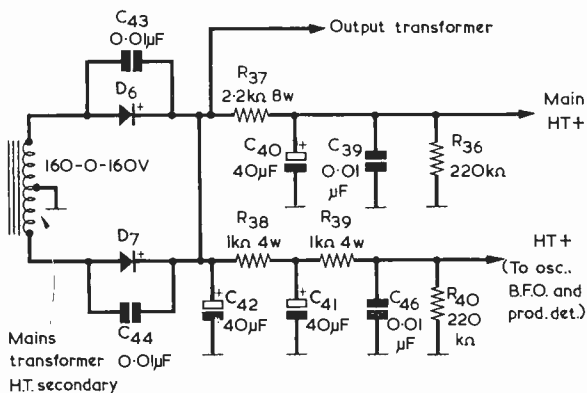 C43
0·01µF
Output transformer
D6
+
R37
2·2kΩ 8w
Main
HT+
160-0-160V
C40
40µF
+
C39
0·01
µF
R36
220kΩ
D7
+
R38
1kΩ 4w
R39
1kΩ 4w
HT+
(To osc.,
B.F.O. and
prod. det.)
+
C42
40µF
+
C41
40µF
C46
0·01
µF
R40
220
kΩ
C44
0·01µF
Mains
transformer
H.T. secondary